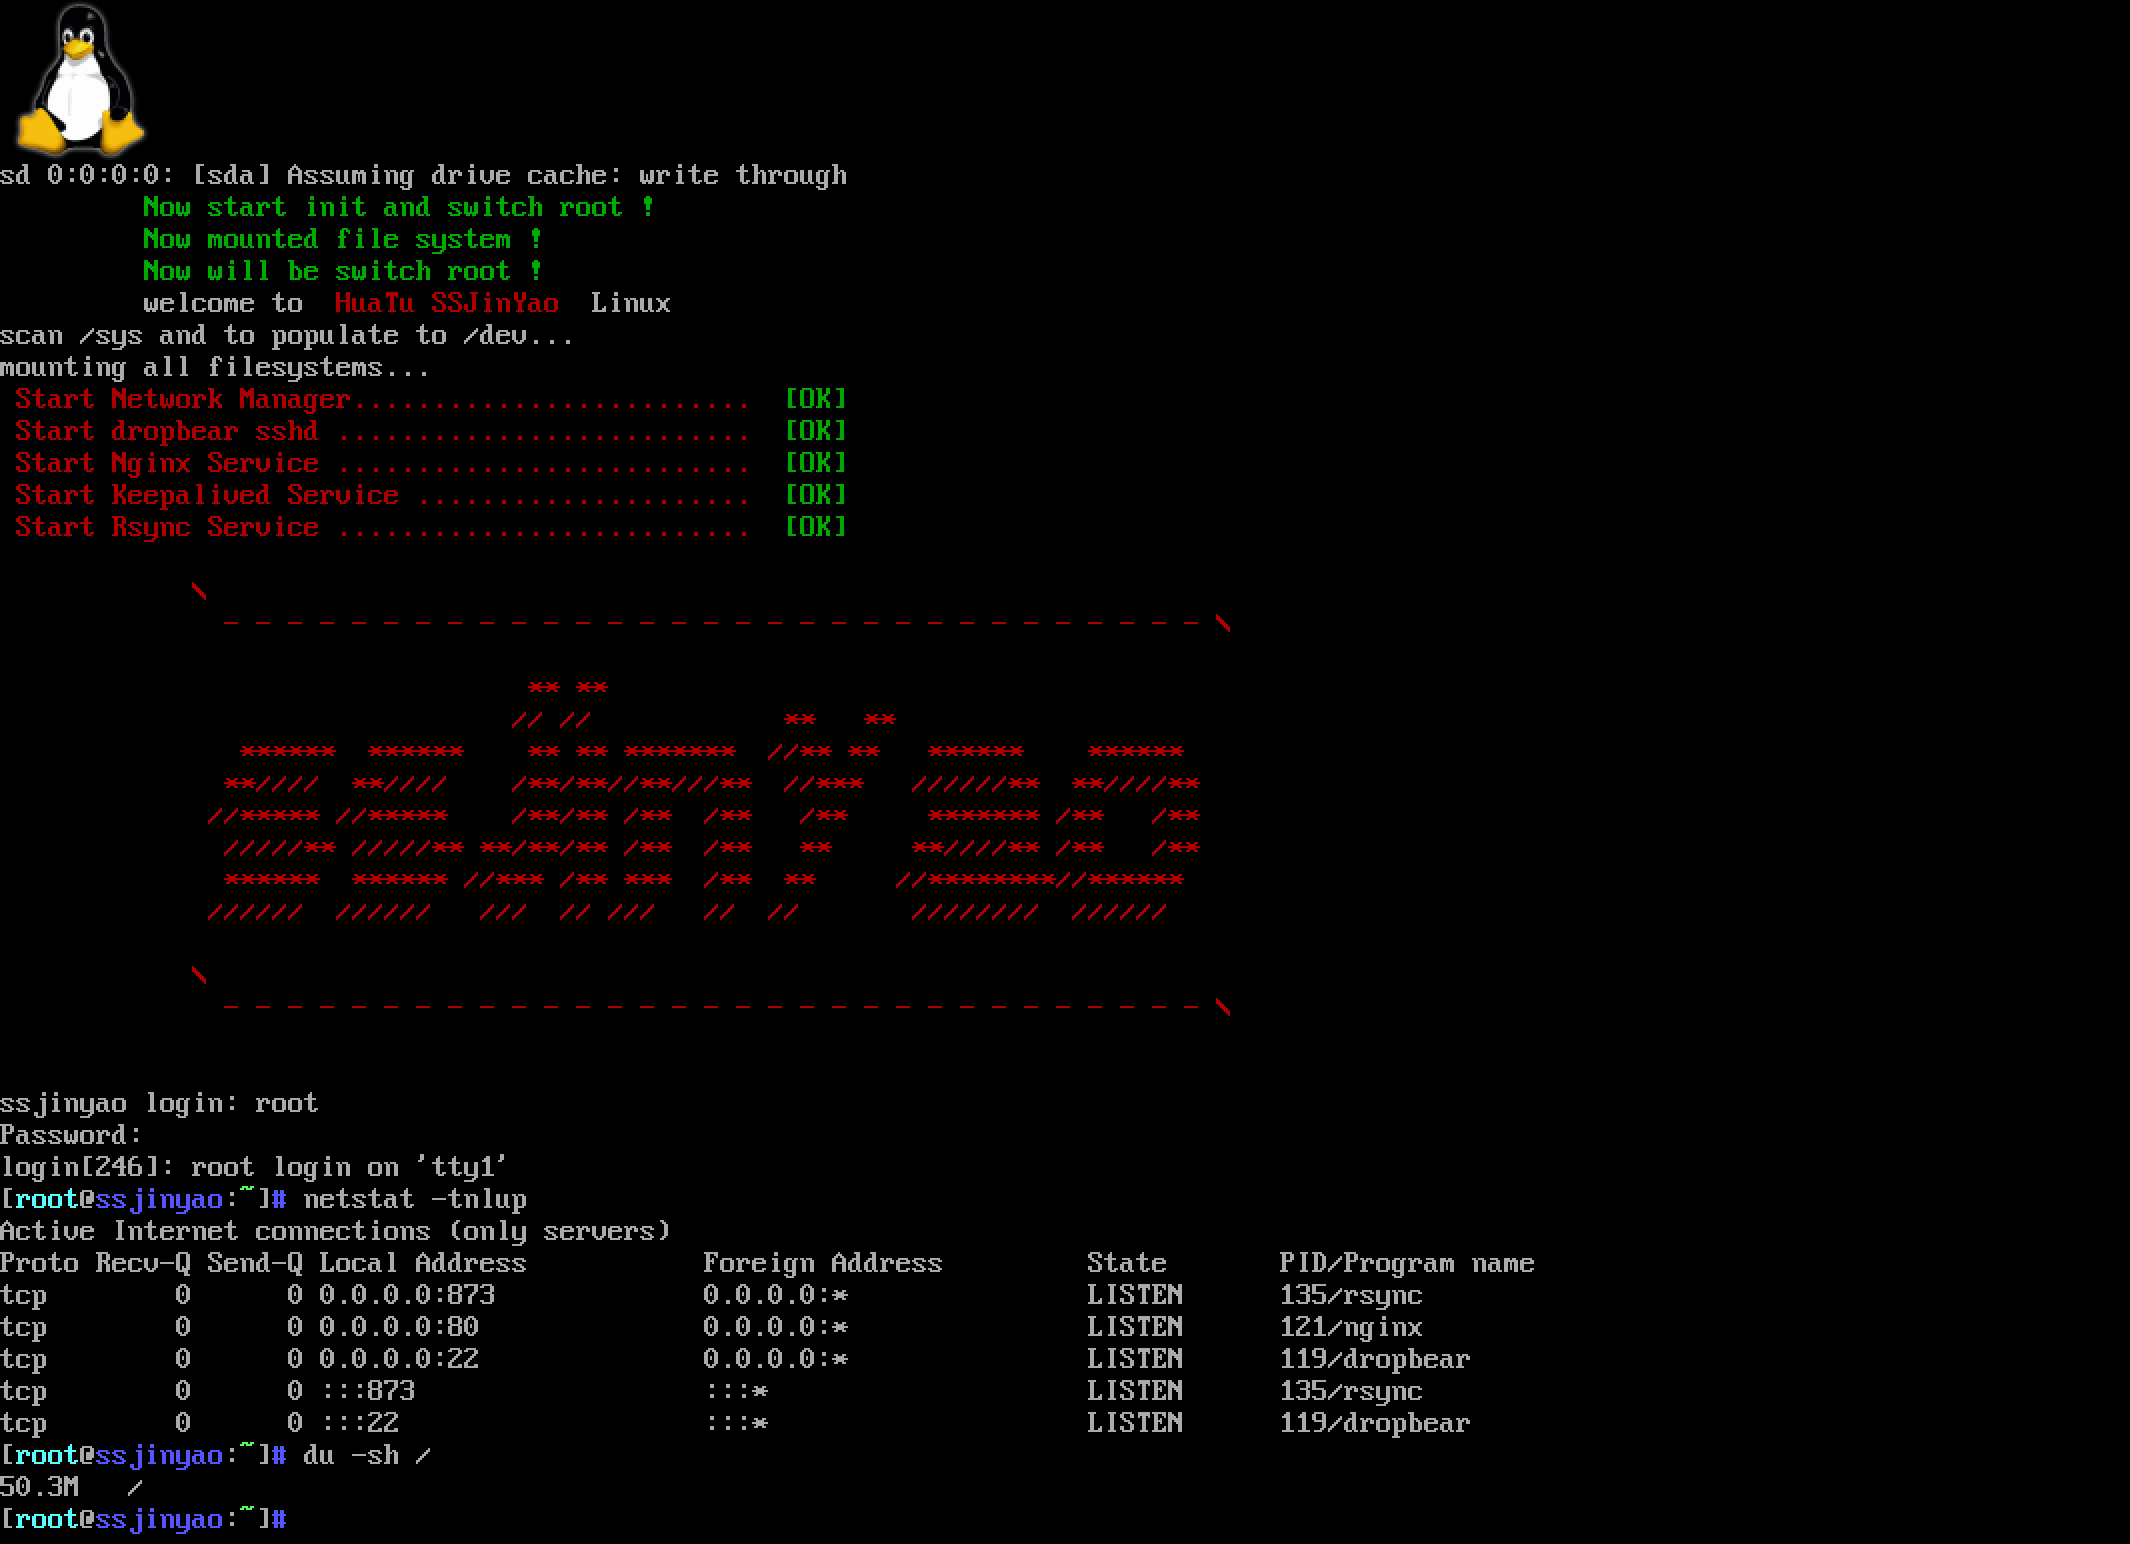 sd 0:0:0:0: [sda] Assuming drive cache: write through
Now start init and switch root !
Now mounted file system !
Now will be switch root !
welcome to  HuaTu SSJinYao  Linux
scan /sys and to populate to /dev...
mounting all filesystems...
Start Network Manager.........................  [OK]
Start dropbear sshd ..........................  [OK]
Start Nginx Service ..........................  [OK]
Start Keepalived Service .....................  [OK]
Start Rsync Service ..........................  [OK]
ssjinyao
ssjinyao login: root
Password:
login[246]: root login on 'tty1'
[root@ssjinyao:~]# netstat -tnlup
Active Internet connections (only servers)
Proto Recv-Q Send-Q Local Address           Foreign Address         State       PID/Program name
tcp        0      0 0.0.0.0:873             0.0.0.0:*               LISTEN      135/rsync
tcp        0      0 0.0.0.0:80              0.0.0.0:*               LISTEN      121/nginx
tcp        0      0 0.0.0.0:22              0.0.0.0:*               LISTEN      119/dropbear
tcp        0      0 :::873                  :::*                    LISTEN      135/rsync
tcp        0      0 :::22                   :::*                    LISTEN      119/dropbear
[root@ssjinyao:~]# du -sh /
50.3M   /
[root@ssjinyao:~]#